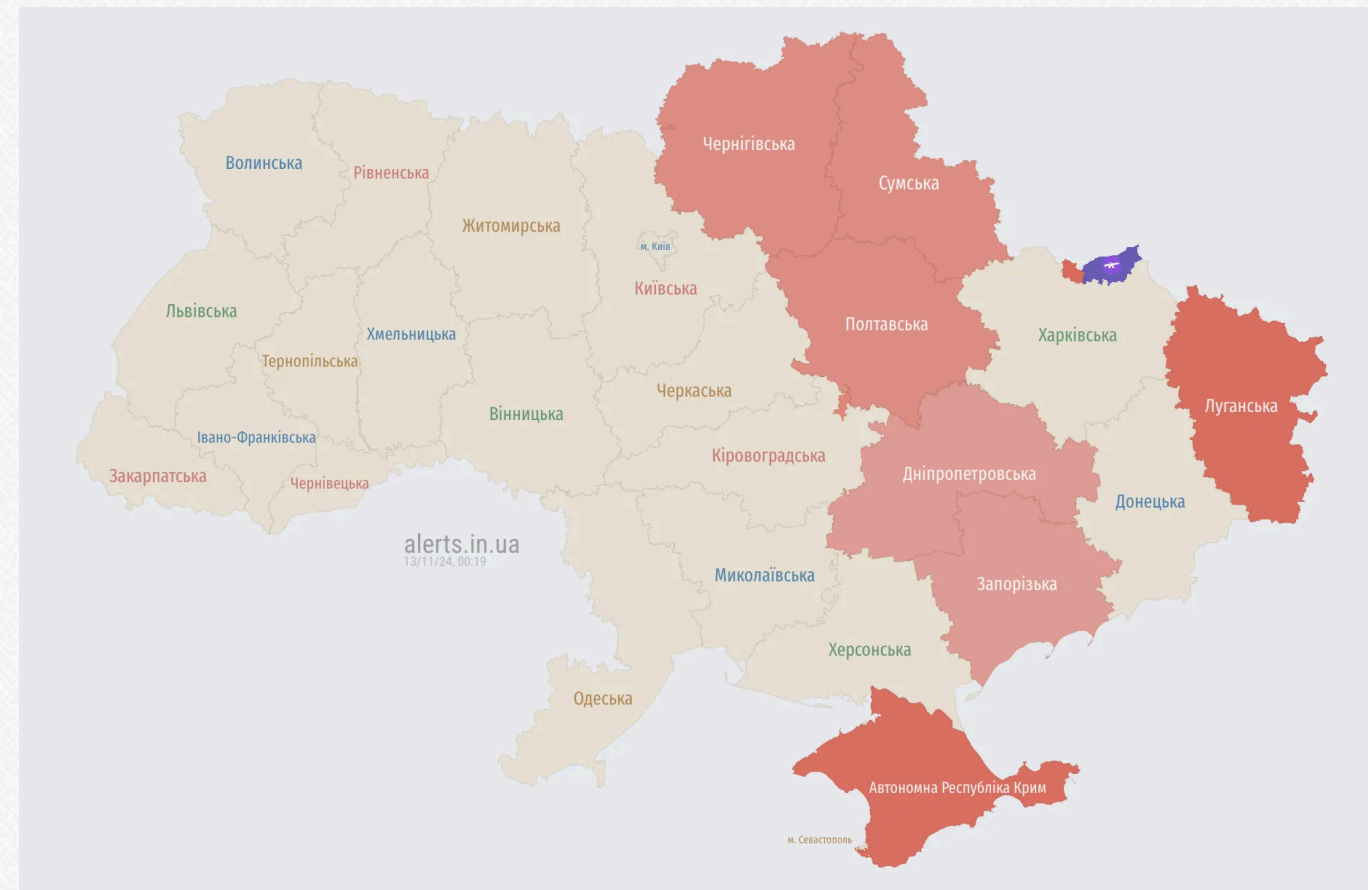 Чернігівська
Волинська
Рівненська
Сумська
Житомирська
м. Київ
Київська
Львівська
Полтавська
Хмельницька
Харківська
Тернопільська
Черкаська
Луганська
Вінницька
Івано-Франківська
Кіровоградська
Закарпатська
Чернівецька
Дніпропетровська
Донецька
alerts.in.ua
13/11/24, 00:19
Миколаївська
Запорізька
Херсонська
Одеська
Автономна Республіка Крим
м. Севастополь